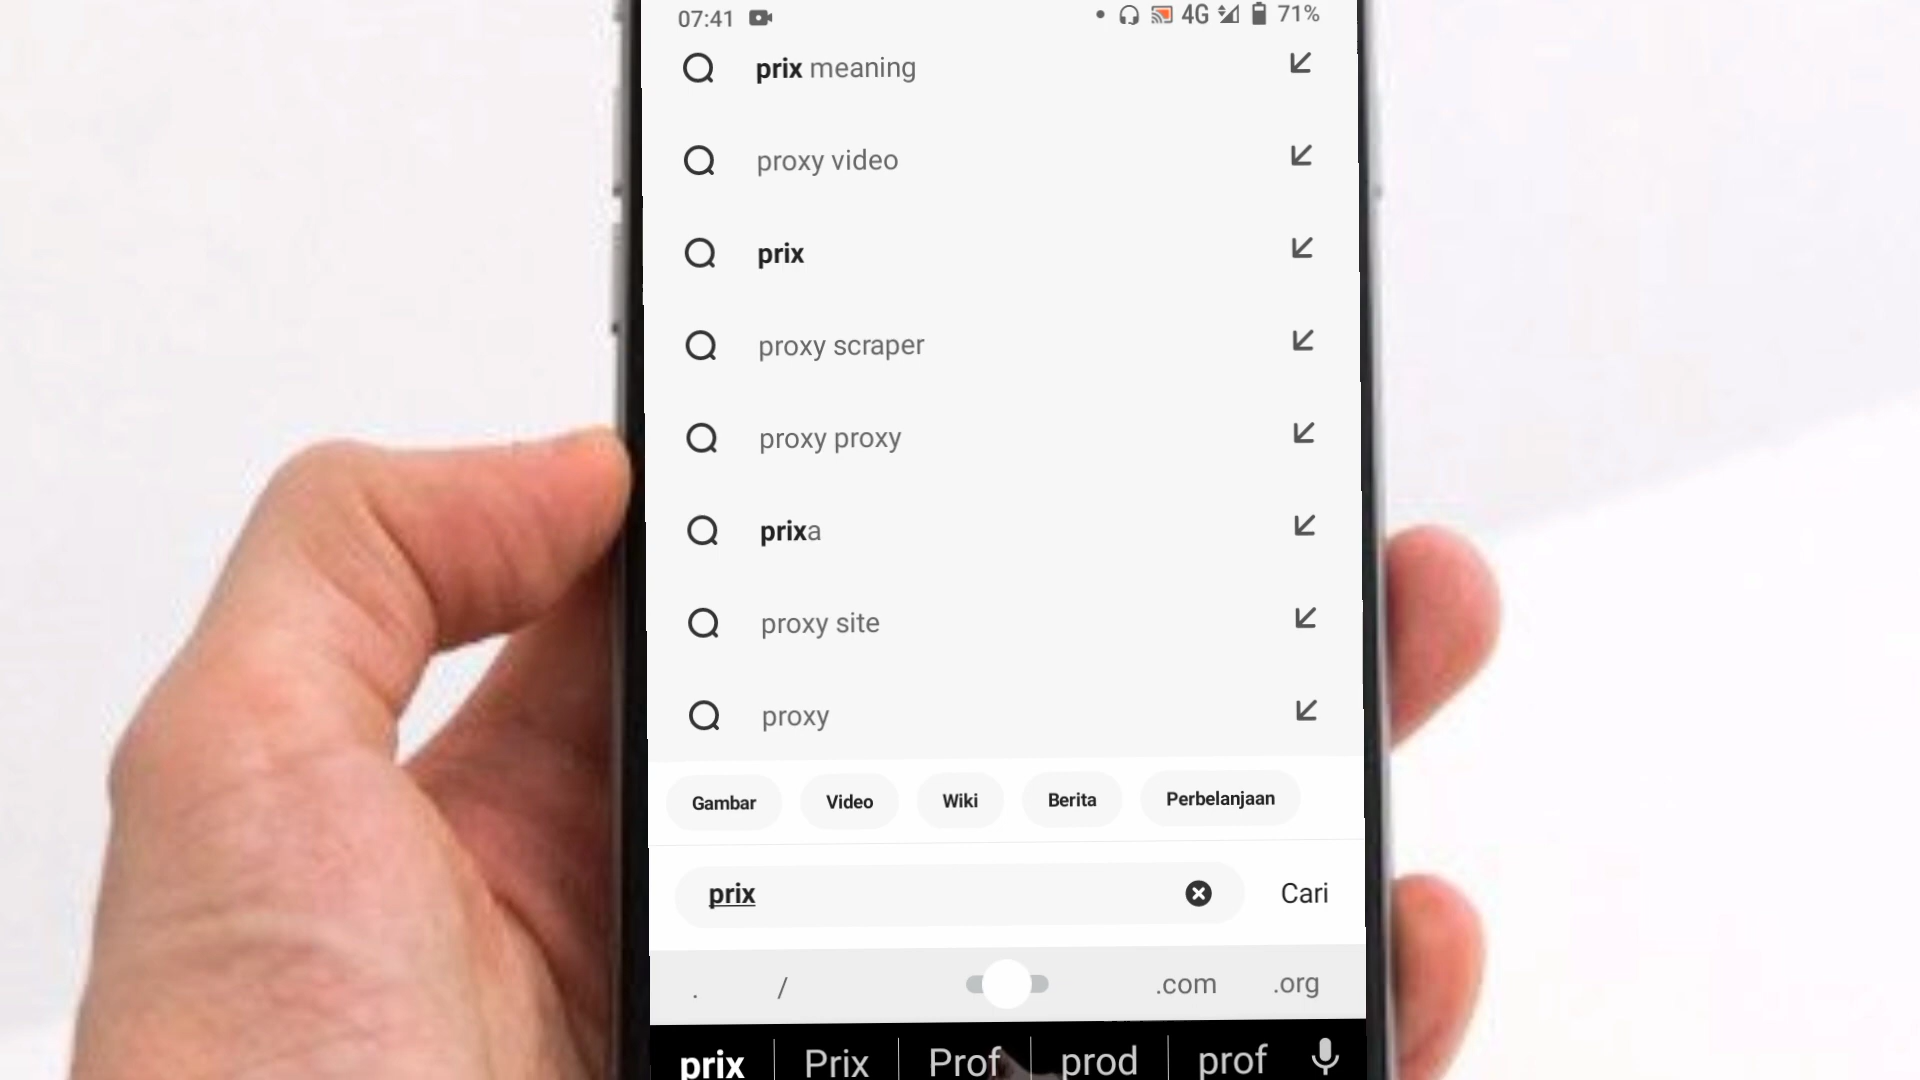 07:41 4G 71%
prix meaning
proxy video
prix
proxy scraper
proxy proxy
prixa
proxy site
proxy
Gambar Video Wiki Berita Perbelanjaan
prix Cari
. / .com .org
prix Prix Prof prod prof